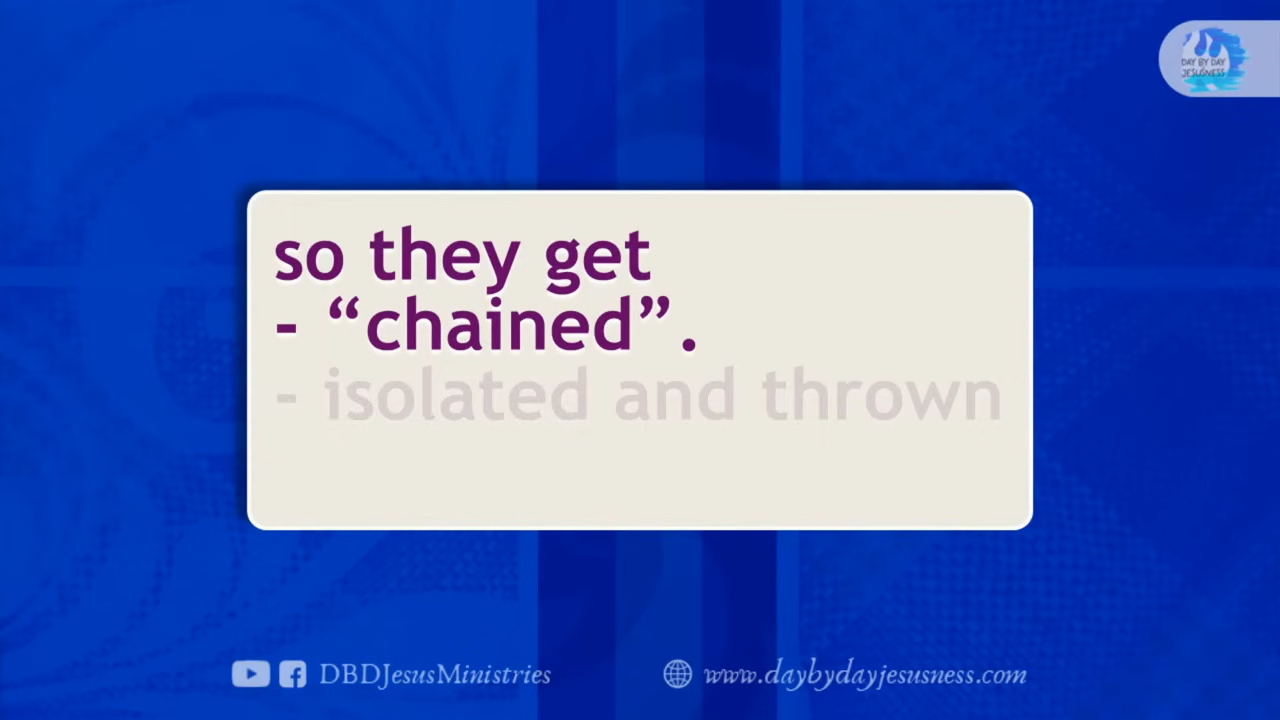 DAY BY DAY
JESUSNESS
so they get
- “chained” .
- isolated and thrown
DBDJesusMinistries
www.daybydayjesusness.com